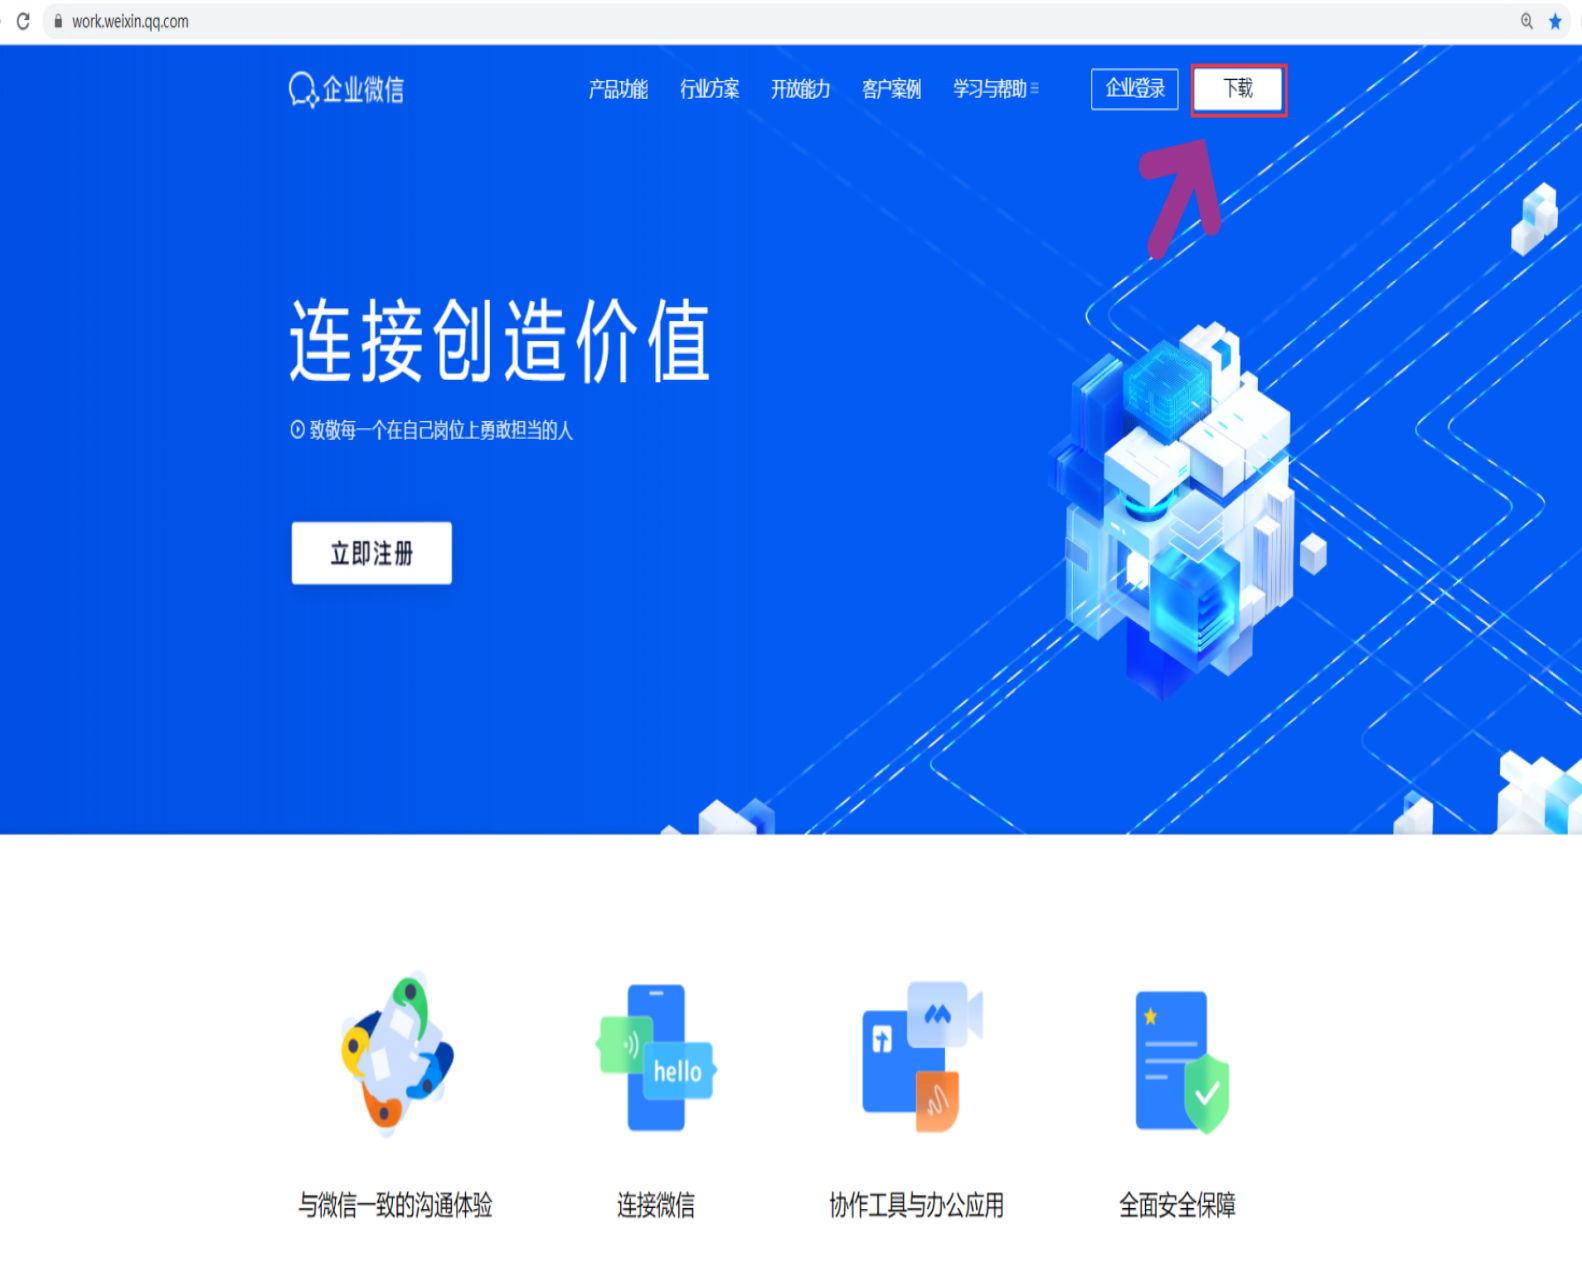 work.weixin.qq.com
企业微信
产品功能 行业方案 开放能力 客户案例 学习与帮助 企业登录 下载
连接创造价值
致敬每一个在自己岗位上勇敢担当的人
立即注册
hello
与微信一致的沟通体验 连接微信 协作工具与办公应用 全面安全保障